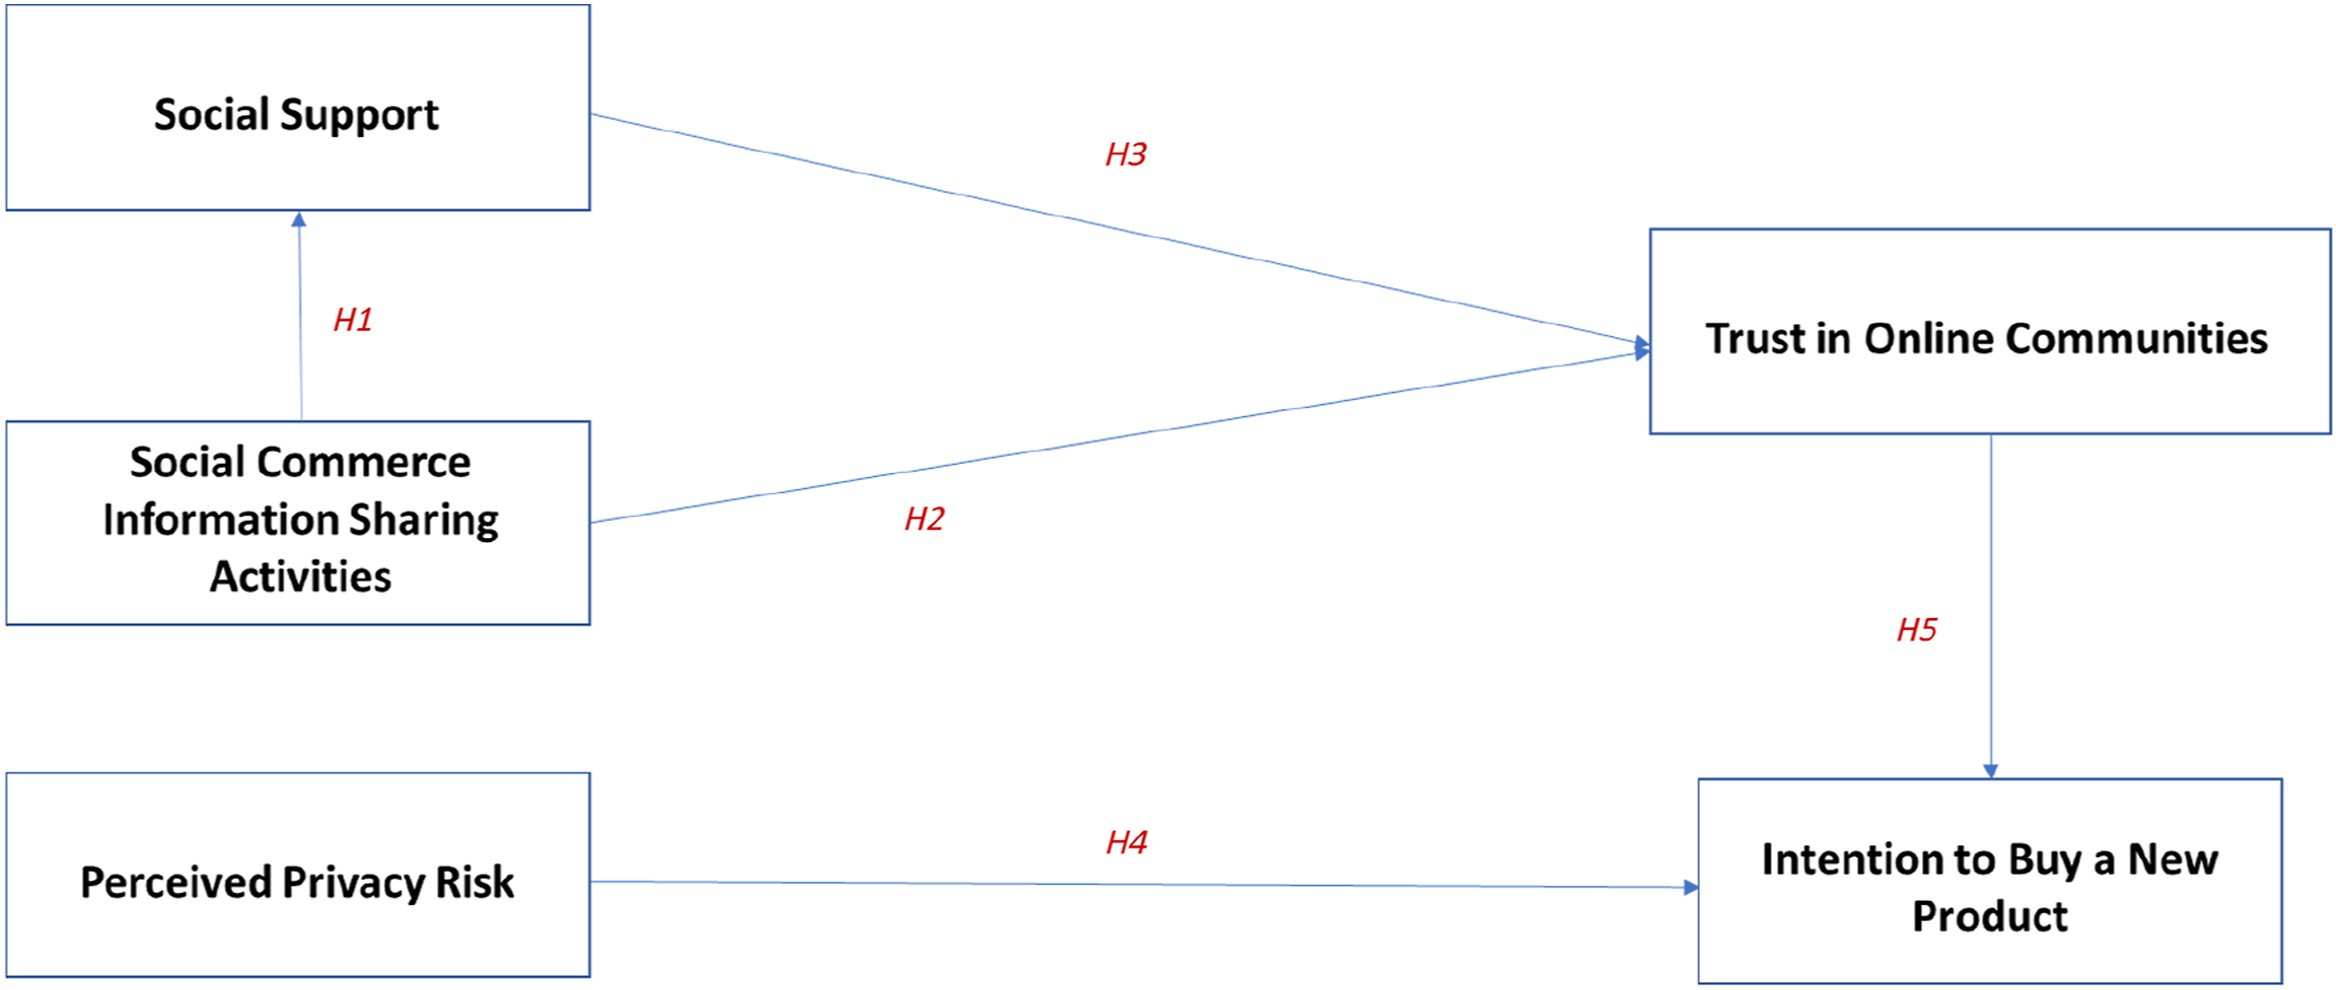 Social Support
H3
H1
Trust in Online Communities
Social Commerce
Information Sharing
Activities
H2
H5
Perceived Privacy Risk
H4
Intention to Buy a New
Product